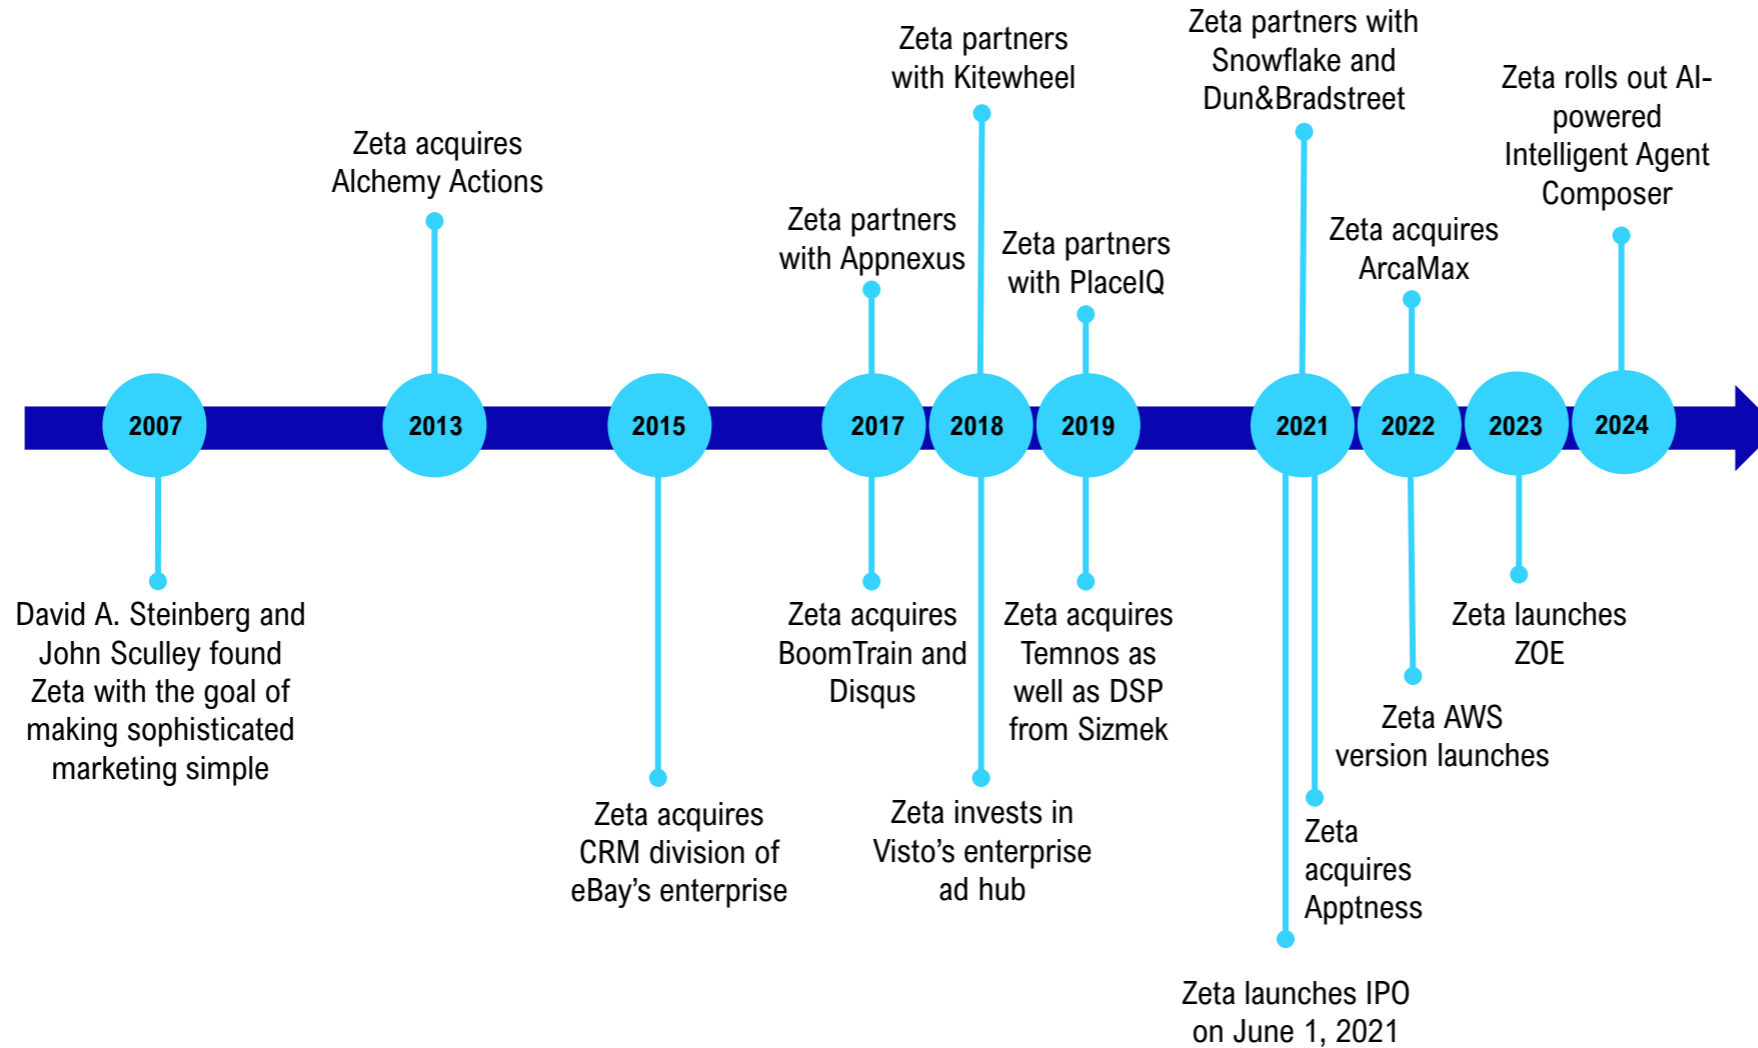 Zeta partners with
Snowflake and
Dun&Bradstreet
Zeta partners
with Kitewheel
Zeta rolls out AI-
powered
Intelligent Agent
Composer
Zeta acquires
Alchemy Actions
Zeta partners
with Appnexus
Zeta partners
with PlaceIQ
Zeta acquires
ArcaMax
2007
2013
2015
2017
2018
2019
2021
2022
2023
2024
David A. Steinberg and
John Sculley found
Zeta with the goal of
making sophisticated
marketing simple
Zeta acquires
CRM division of
eBay’s enterprise
Zeta acquires
BoomTrain and
Disqus
Zeta invests in
Visto’s enterprise
ad hub
Zeta acquires
Temnos as
well as DSP
from Sizmek
Zeta launches IPO
on June 1, 2021
Zeta
acquires
Apptness
Zeta AWS
version launches
Zeta launches
ZOE